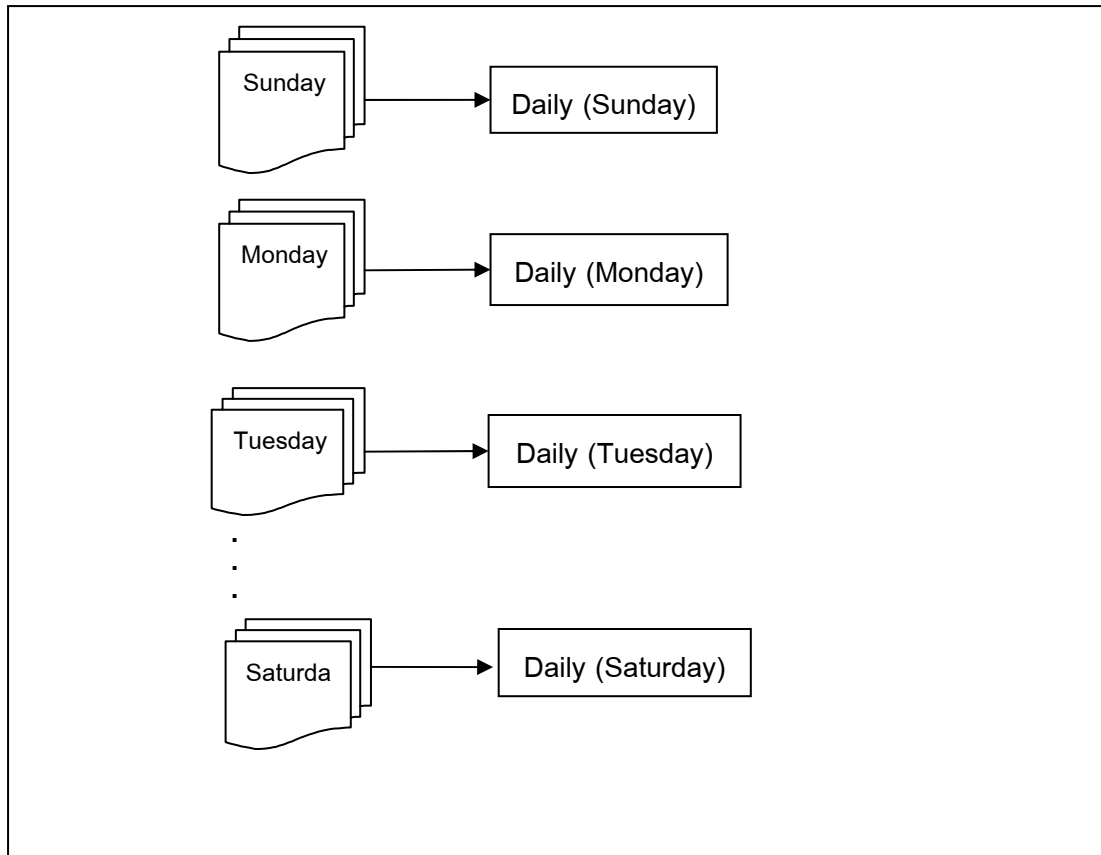 Sunday
Daily (Sunday)
Monday
Daily (Monday)
Tuesday
Daily (Tuesday)
.
.
.
Saturda
Daily (Saturday)